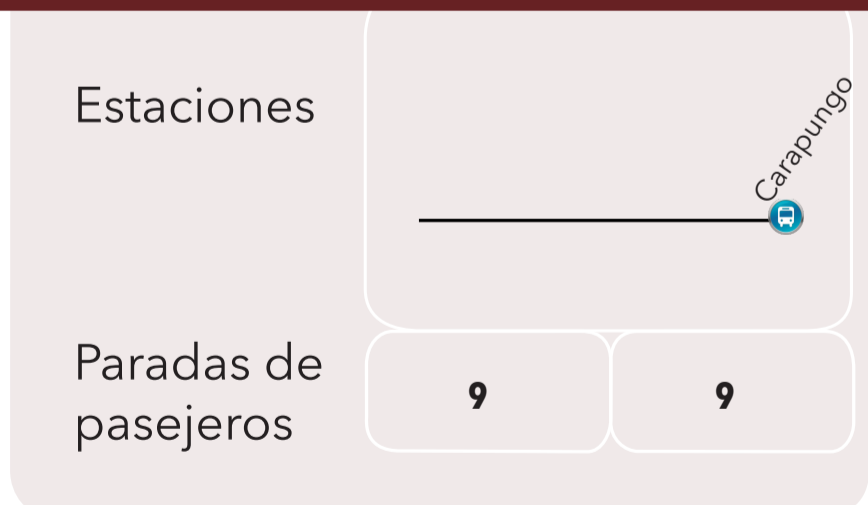 Estaciones
Carapungo
Paradas de
pasejeros
9 9